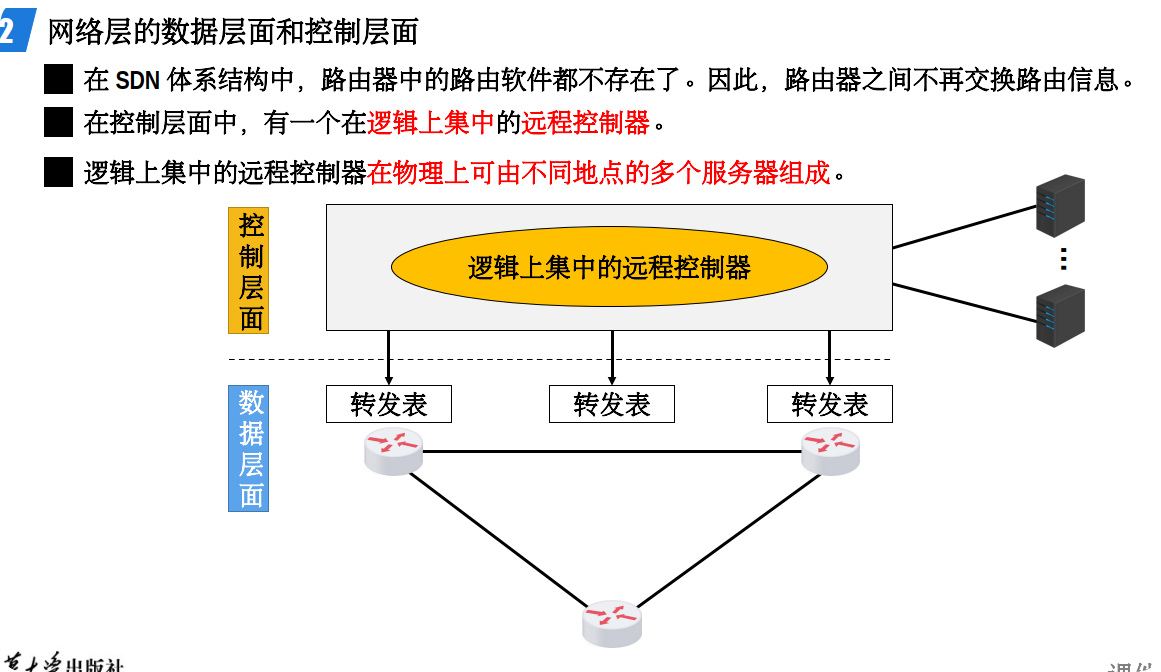 2 网络层的数据层面和控制层面
在 SDN 体系结构中，路由器中的路由软件都不存在了。因此，路由器之间不再交换路由信息。
在控制层面中，有一个在逻辑上集中的远程控制器。
逻辑上集中的远程控制器在物理上可由不同地点的多个服务器组成。
控制层面
逻辑上集中的远程控制器
⋮
数据层面
转发表 转发表 转发表
大学出版社